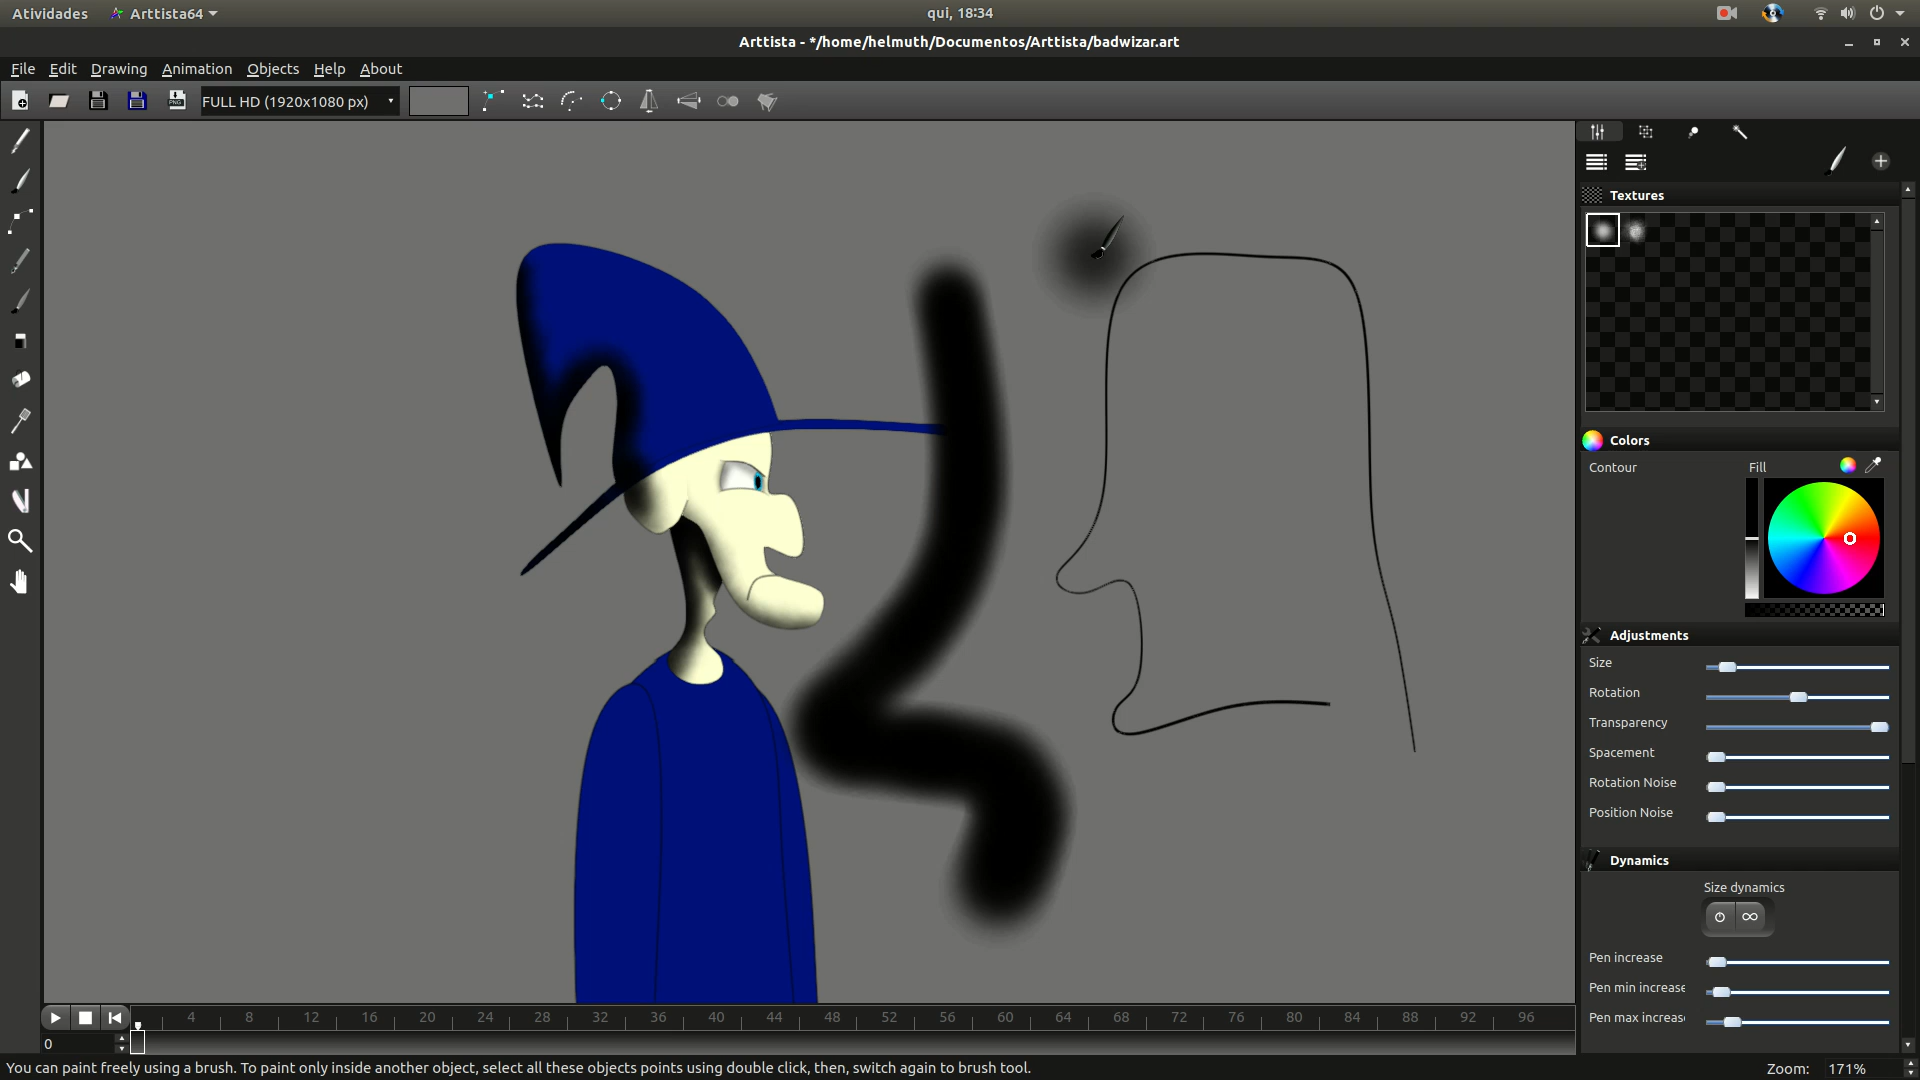 Atividades Arttista64 qui, 18:34
Arttista - */home/helmuth/Documentos/Arttista/badwizar.art
File Edit Drawing Animation Objects Help About
PNG FULL HD (1920x1080 px)
Textures
Colors
Contour Fill
Adjustments
Size
Rotation
Transparency
Spacement
Rotation Noise
Position Noise
Dynamics
Size dynamics
Pen increase
Pen min increase
Pen max increas
4 8 12 16 20 24 28 32 36 40 44 48 52 56 60 64 68 72 76 80 84 88 92 96
0
You can paint freely using a brush. To paint only inside another object, select all these objects points using double click, then, switch again to brush tool. Zoom: 171%